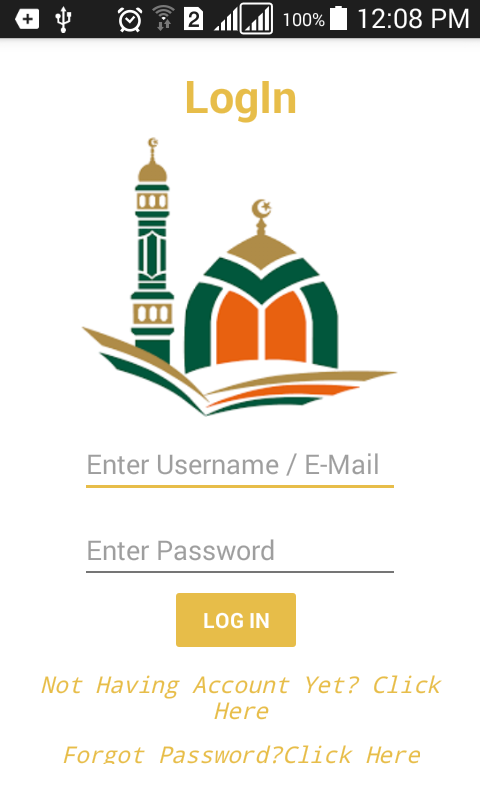 2 100% 12:08 PM
LogIn
Enter Username / E-Mail
Enter Password
LOG IN
Not Having Account Yet? Click
Here
Forgot Password?Click Here